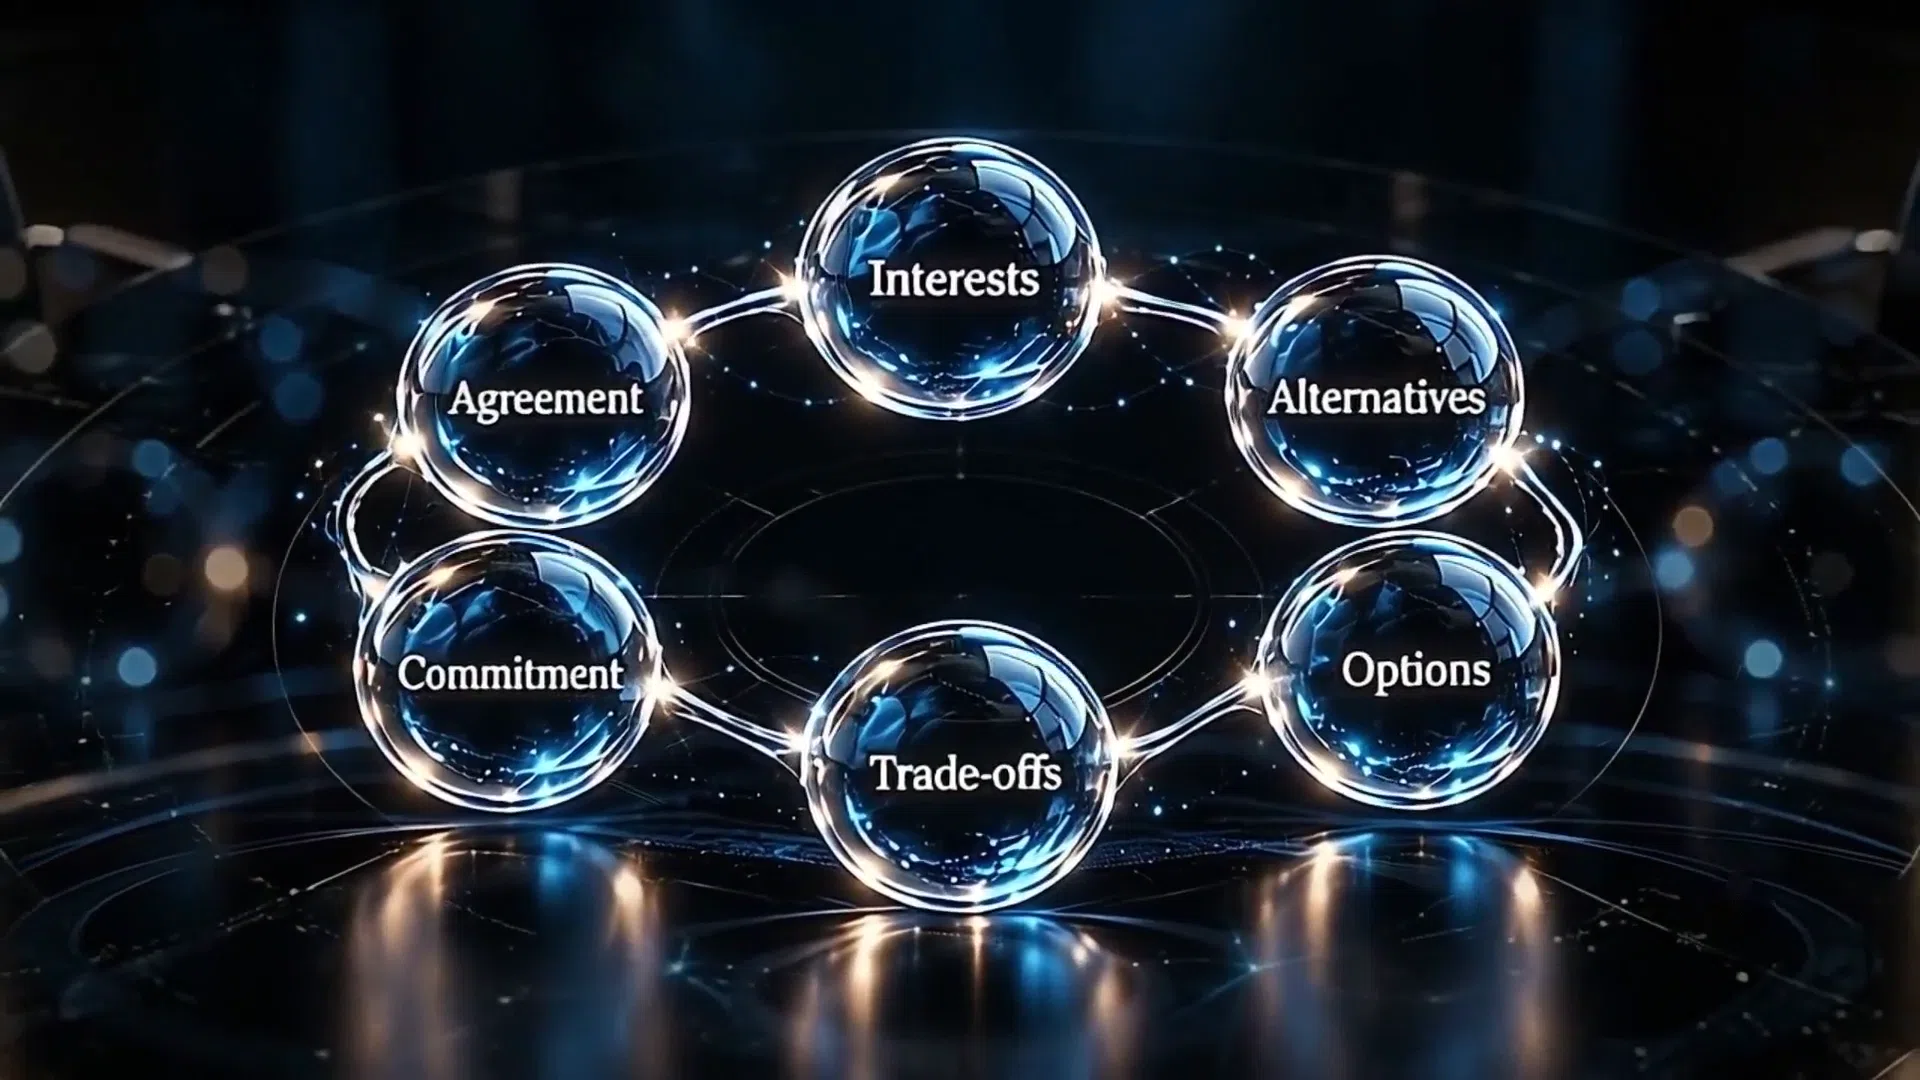 Interests
Agreement
Alternatives
Commitment
Options
Trade-offs